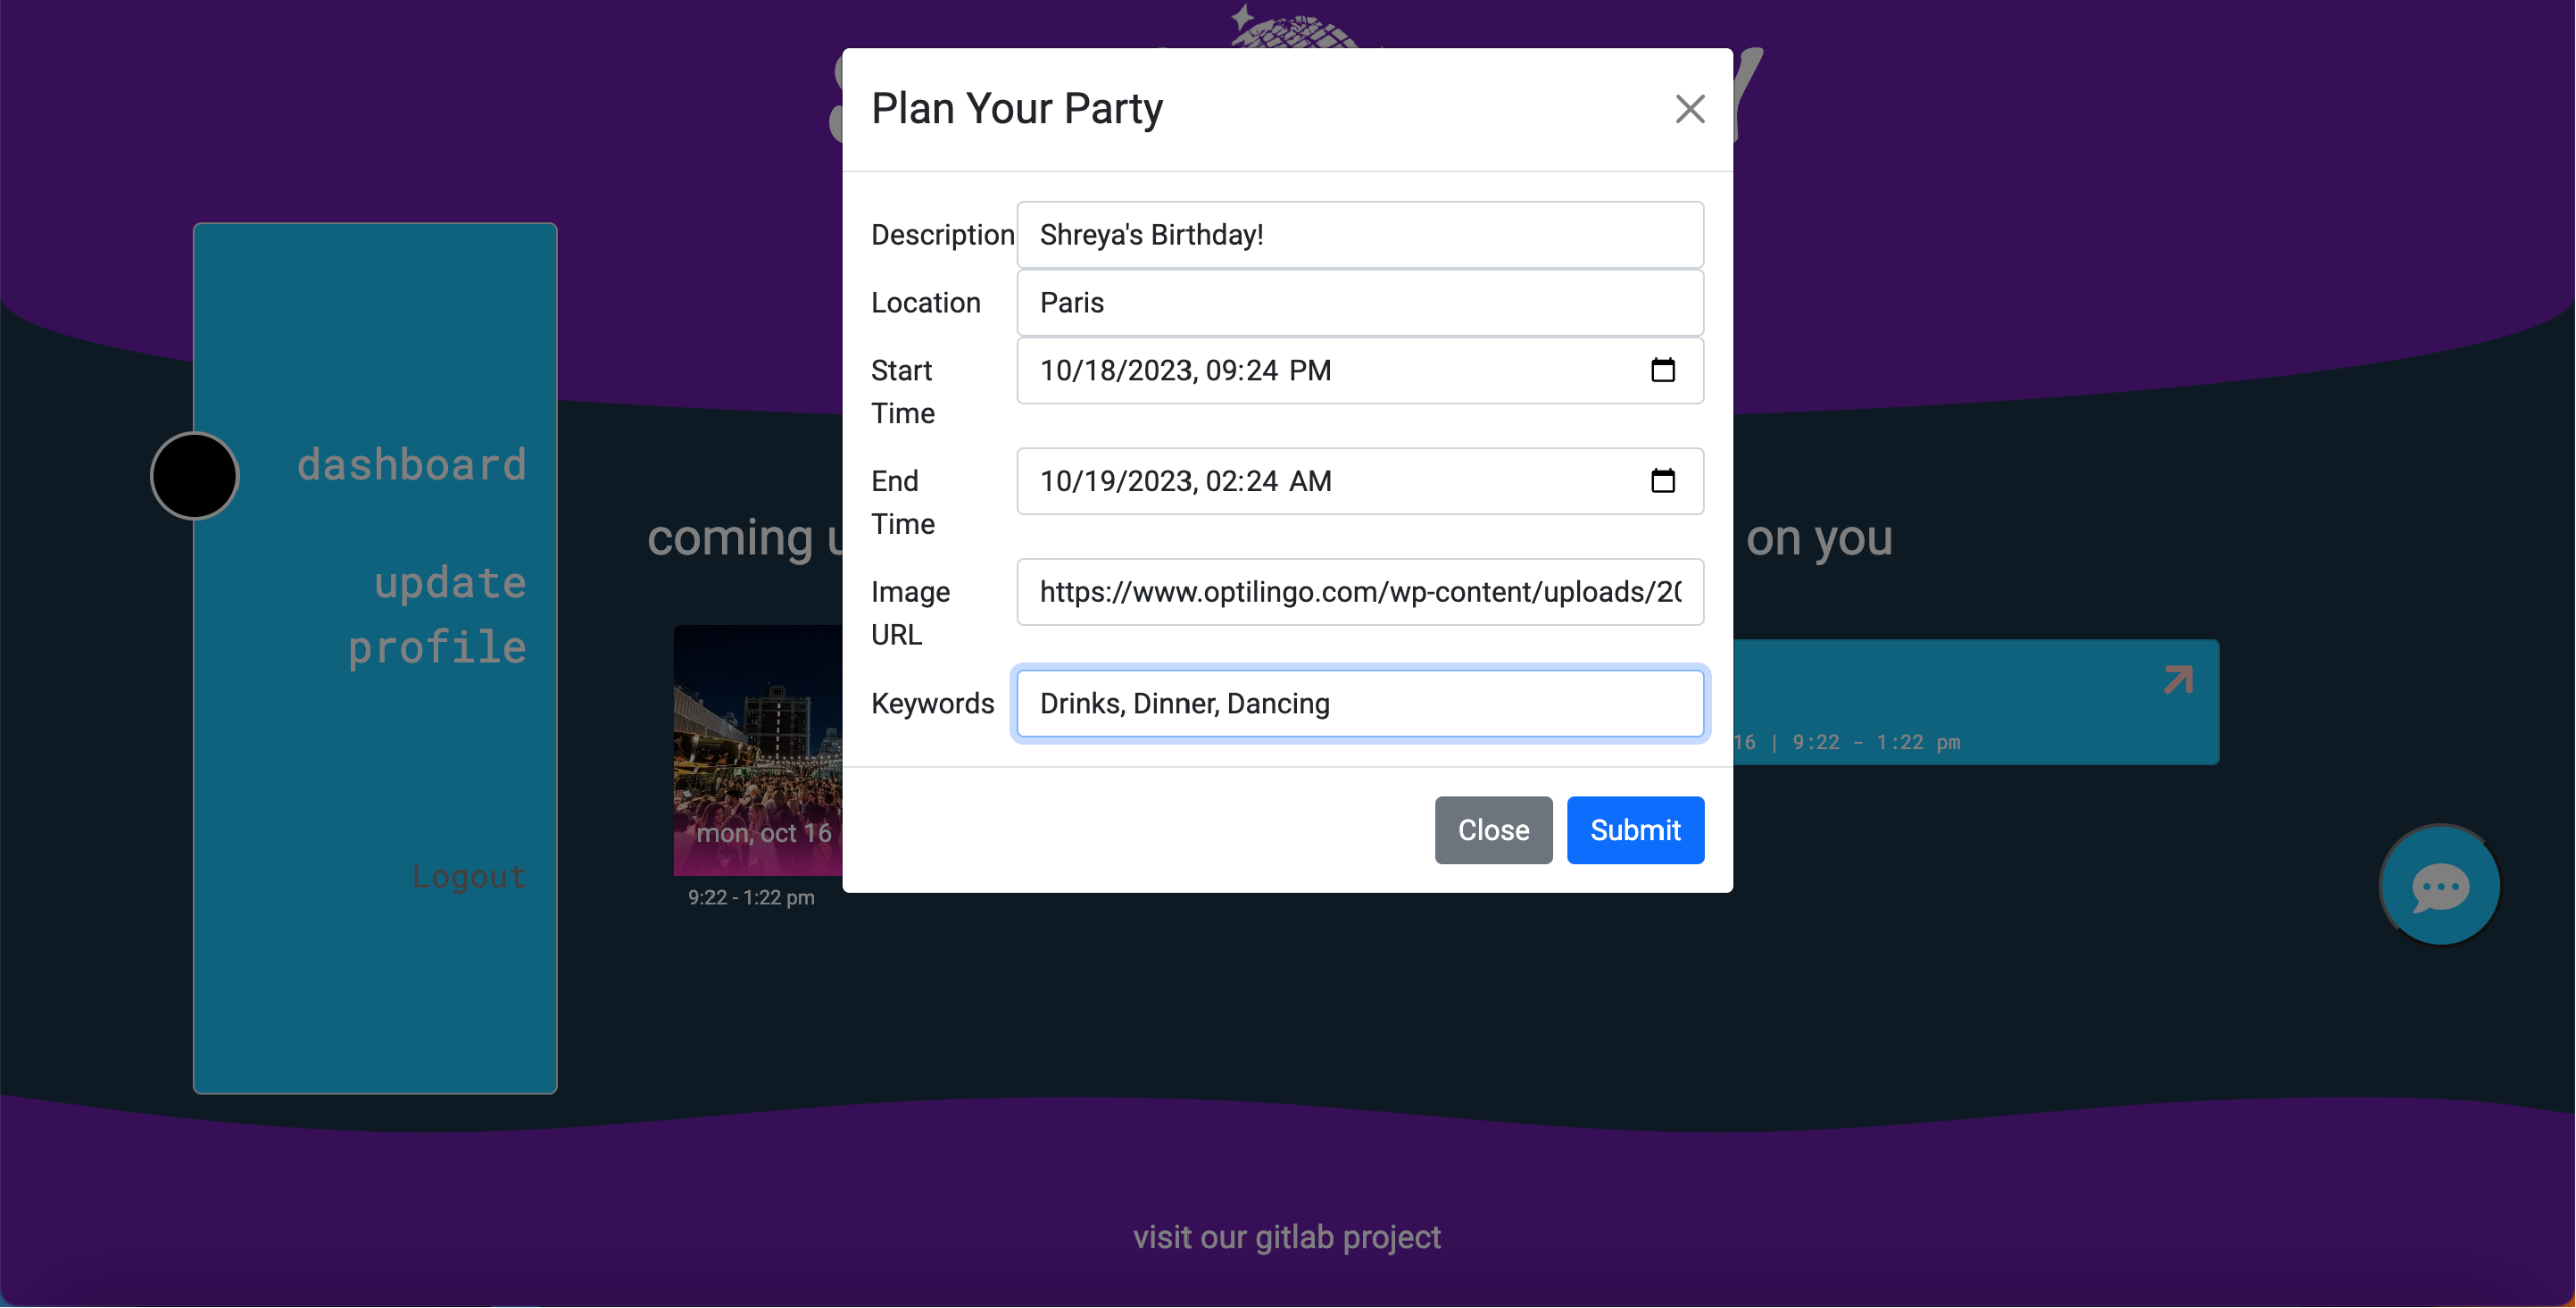 Plan Your Party
Description Shreya's Birthday!
Location Paris
Start Time 10/18/2023, 09:24 PM
End Time 10/19/2023, 02:24 AM
Image URL https://www.optilingo.com/wp-content/uploads/20
Keywords Drinks, Dinner, Dancing
Close Submit
dashboard
update
profile
Logout
coming
on you
mon, oct 16
9:22 - 1:22 pm
16 | 9:22 - 1:22 pm
visit our gitlab project